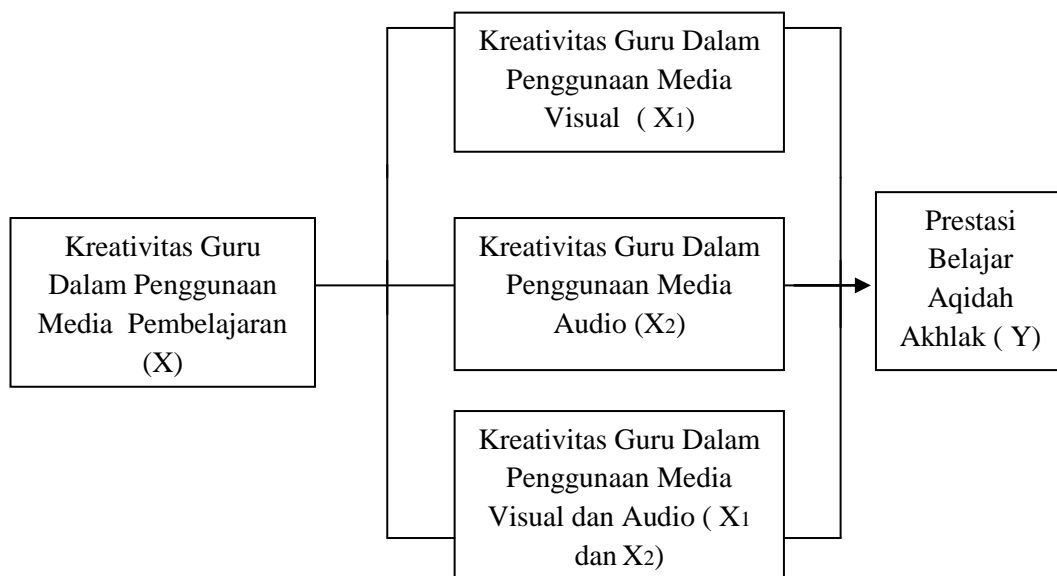 Kreativitas Guru
Dalam Penggunaan
Media Pembelajaran
(X)
Kreativitas Guru Dalam
Penggunaan Media
Visual ( X1)
Kreativitas Guru Dalam
Penggunaan Media
Audio (X2)
Kreativitas Guru Dalam
Penggunaan Media
Visual dan Audio ( X1
dan X2)
Prestasi
Belajar
Aqidah
Akhlak ( Y)